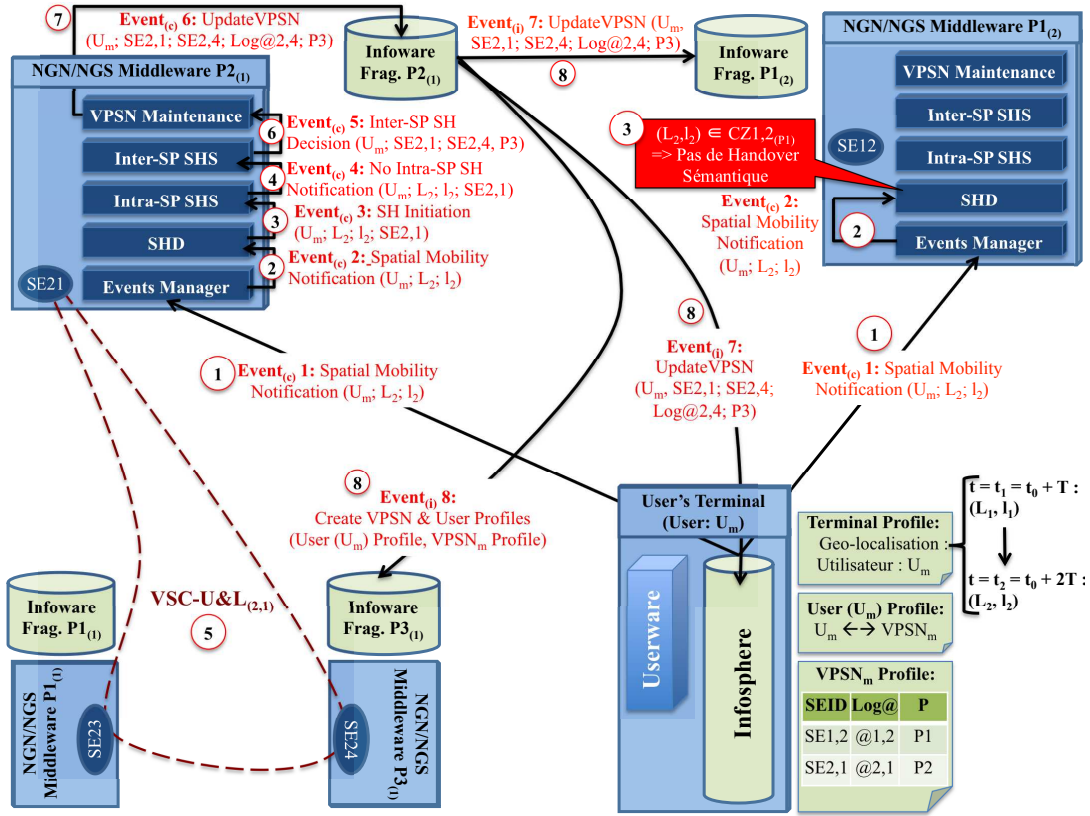 7
Event(c) 6: UpdateVPSN
(Um; SE2,1; SE2,4; Log@2,4; P3)
Infoware
Frag. P2(1)
Event(i) 7: UpdateVPSN (Um,
SE2,1; SE2,4; Log@2,4; P3)
8
Infoware
Frag. P1(2)
NGN/NGS Middleware P1(2)
VPSN Maintenance
Inter-SP SHS
Intra-SP SHS
SHD
Events Manager
SE12
3
(L2,l2) ∈ CZ1,2(P1)
=> Pas de Handover
Sémantique
Event(c) 2:
Spatial Mobility
Notification
(Um; L2; l2)
2
NGN/NGS Middleware P2(1)
VPSN Maintenance
Inter-SP SHS
Intra-SP SHS
SHD
Events Manager
SE21
6
Event(c) 5: Inter-SP SH
Decision (Um; SE2,1; SE2,4, P3)
4
Event(c) 4: No Intra-SP SH
Notification (Um; L2; l2; SE2,1)
3
Event(c) 3: SH Initiation
(Um; L2; l2; SE2,1)
2
Event(c) 2: Spatial Mobility
Notification (Um; L2; l2)
1
Event(c) 1: Spatial Mobility
Notification (Um; L2; l2)
8
Event(i) 7:
UpdateVPSN
(Um, SE2,1; SE2,4;
Log@2,4; P3)
1
Event(c) 1: Spatial Mobility
Notification (Um; L2; l2)
8
Event(i) 8:
Create VPSN & User Profiles
(User (Um) Profile, VPSNm Profile)
Infoware
Frag. P1(1)
VSC-U&L(2,1)
5
Infoware
Frag. P3(1)
NGN/NGS
Middleware P1(1)
SE23
SE24
NGN/NGS
Middleware P3(1)
User's Terminal
(User: Um)
Userware
Infosphere
Terminal Profile:
Geo-localisation :
Utilisateur : Um
t = t1 = t0 + T :
(L1, l1)
t = t2 = t0 + 2T :
(L2, l2)
User (Um) Profile:
Um ←→ VPSNm
VPSNm Profile:
SEID Log@ P
SE1,2 @1,2 P1
SE2,1 @2,1 P2